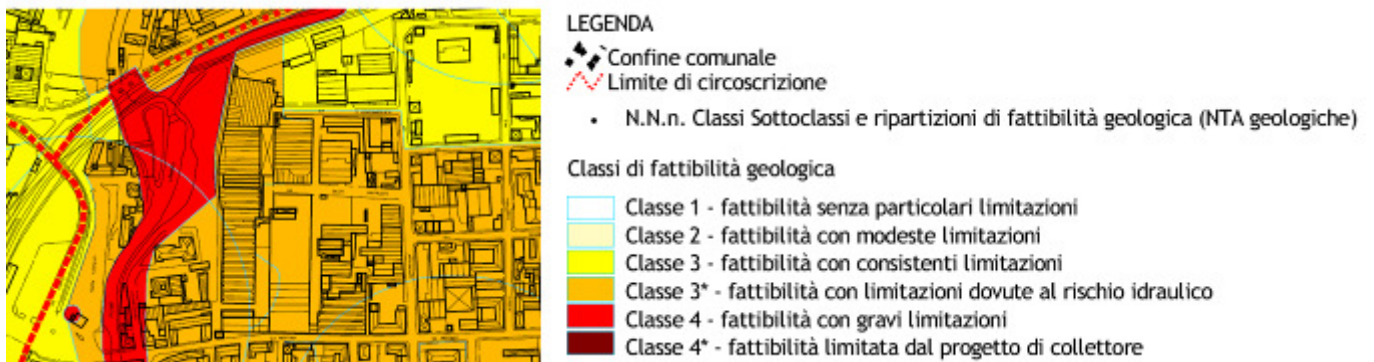 LEGENDA
Confine comunale
Limite di circoscrizione
• N.N.n. Classi Sottoclassi e ripartizioni di fattibilità geologica (NTA geologiche)
Classi di fattibilità geologica
Classe 1 - fattibilità senza particolari limitazioni
Classe 2 - fattibilità con modeste limitazioni
Classe 3 - fattibilità con consistenti limitazioni
Classe 3* - fattibilità con limitazioni dovute al rischio idraulico
Classe 4 - fattibilità con gravi limitazioni
Classe 4* - fattibilità limitata dal progetto di collettore